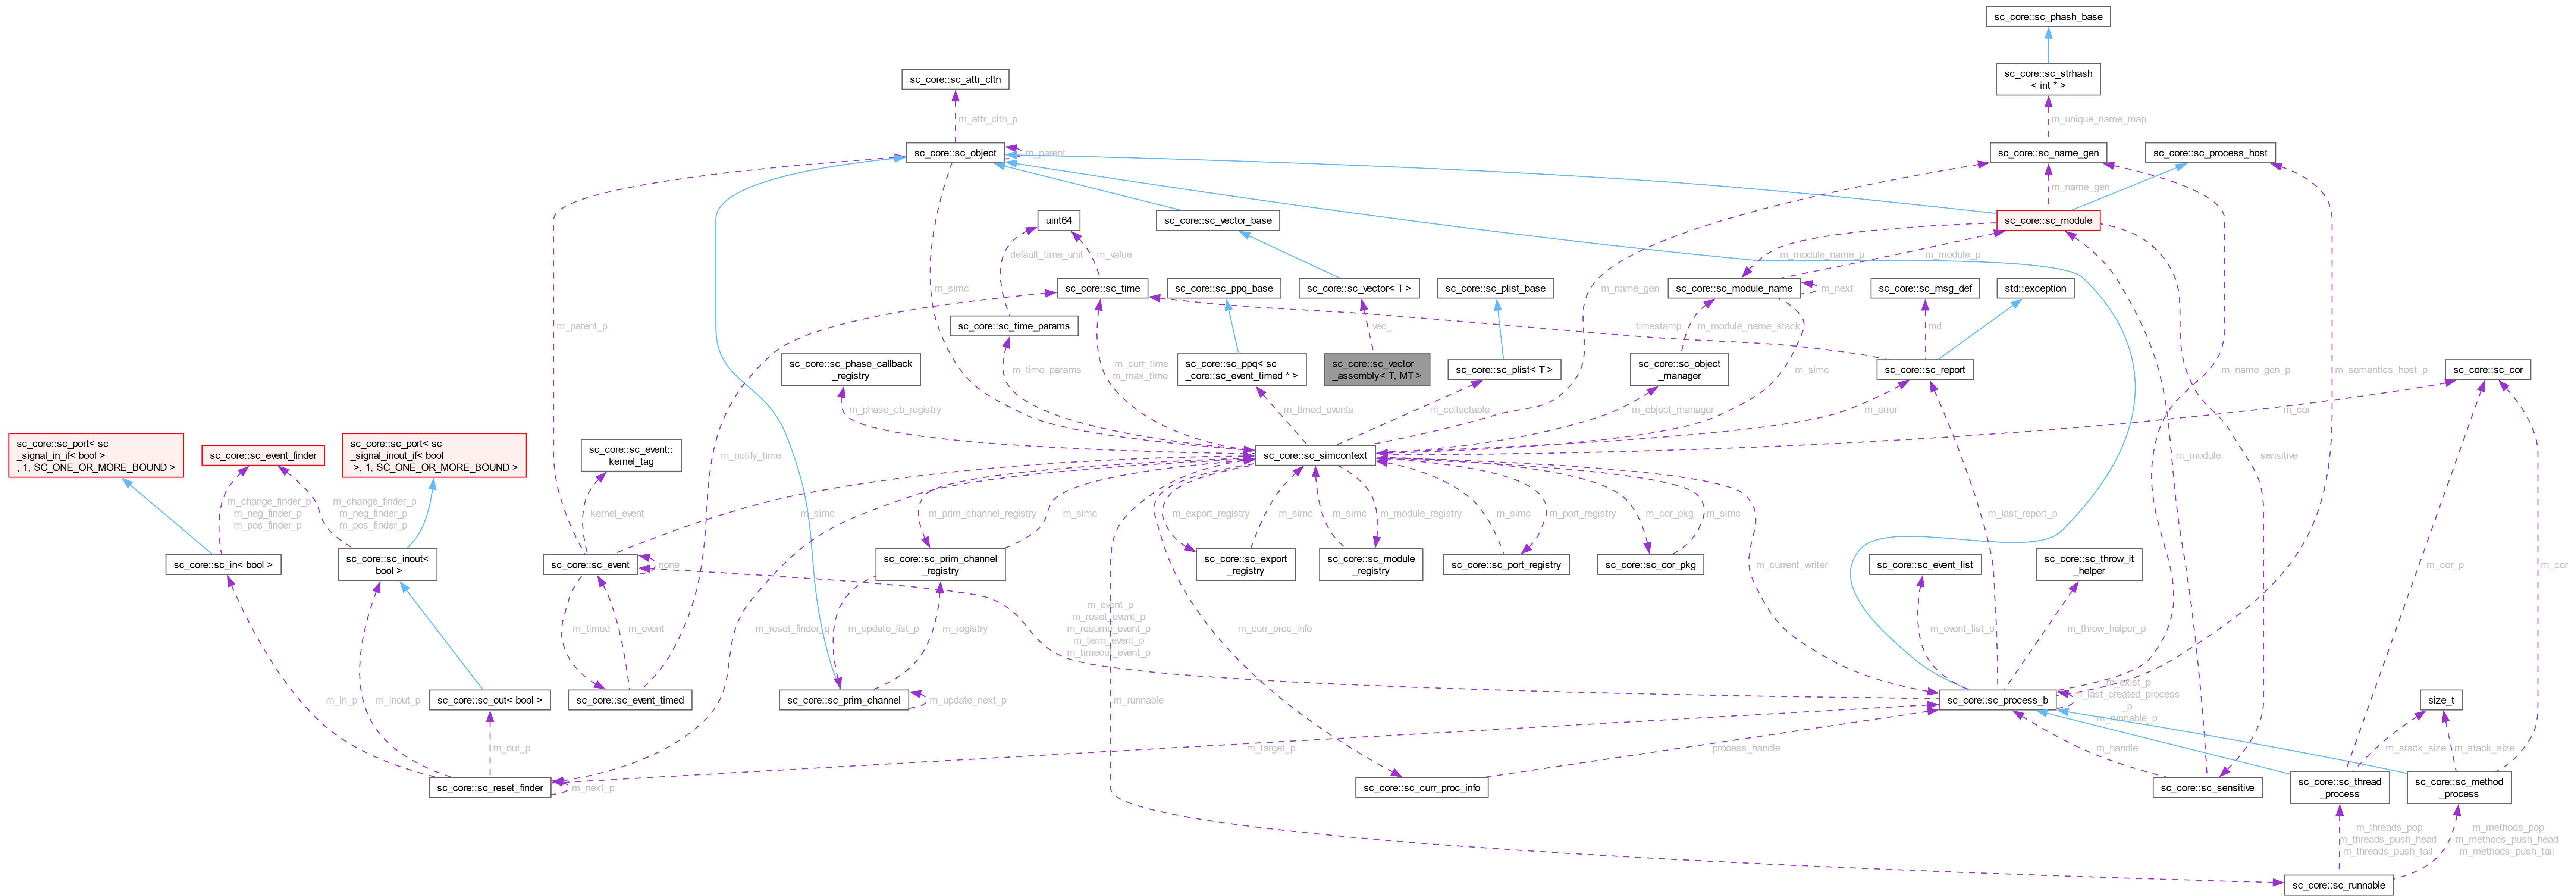 sc_core::sc_phash_base
sc_core::sc_attr_cltn
sc_core::sc_strhash
< int * >
m_attr_cltn_p
m_unique_name_map
sc_core::sc_object
m_parent
sc_core::sc_name_gen
sc_core::sc_process_host
m_name_gen
uint64
sc_core::sc_vector_base
sc_core::sc_module
default_time_unit
m_value
m_module_name_p
m_module_p
m_simc
sc_core::sc_time
sc_core::sc_ppq_base
sc_core::sc_vector< T >
sc_core::sc_plist_base
m_name_gen
sc_core::sc_module_name
m_next
sc_core::sc_msg_def
std::exception
m_parent_p
sc_core::sc_time_params
vec_
timestamp
m_module_name_stack
md
sc_core::sc_phase_callback
_registry
m_time_params
m_curr_time
m_max_time
sc_core::sc_ppq< sc
_core::sc_event_timed * >
sc_core::sc_vector
_assembly< T, MT >
sc_core::sc_plist< T >
sc_core::sc_object
_manager
m_simc
sc_core::sc_report
sc_core::sc_cor
m_name_gen_p
m_semantics_host_p
m_phase_cb_registry
m_timed_events
m_collectable
m_object_manager
m_error
m_cor
sc_core::sc_port< sc
_signal_in_if< bool >
, 1, SC_ONE_OR_MORE_BOUND >
sc_core::sc_event_finder
sc_core::sc_port< sc
_signal_inout_if< bool
>, 1, SC_ONE_OR_MORE_BOUND >
sc_core::sc_event::
kernel_tag
m_notify_time
sc_core::sc_simcontext
m_module
sensitive
m_change_finder_p
m_neg_finder_p
m_pos_finder_p
m_change_finder_p
m_neg_finder_p
m_pos_finder_p
kernel_event
m_simc
m_prim_channel_registry
m_simc
m_export_registry
m_simc
m_simc
m_module_registry
m_simc
m_port_registry
m_cor_pkg
m_simc
m_last_report_p
sc_core::sc_in< bool >
sc_core::sc_inout<
bool >
sc_core::sc_event
none
sc_core::sc_prim_channel
_registry
sc_core::sc_export
_registry
sc_core::sc_module
_registry
sc_core::sc_port_registry
sc_core::sc_cor_pkg
m_current_writer
sc_core::sc_event_list
sc_core::sc_throw_it
_helper
m_cor_p
m_cor
m_timed
m_event
m_reset_finder_q
m_update_list_p
m_registry
m_event_p
m_reset_event_p
m_resume_event_p
m_term_event_p
m_timeout_event_p
m_curr_proc_info
m_event_list_p
m_throw_helper_p
m_in_p
m_inout_p
sc_core::sc_out< bool >
sc_core::sc_event_timed
sc_core::sc_prim_channel
m_update_next_p
m_runnable
sc_core::sc_process_b
m_exist_p
m_last_created_process
_p
m_runnable_p
size_t
m_out_p
m_target_p
process_handle
m_handle
m_stack_size
m_stack_size
sc_core::sc_reset_finder
m_next_p
sc_core::sc_curr_proc_info
sc_core::sc_sensitive
sc_core::sc_thread
_process
sc_core::sc_method
_process
m_threads_pop
m_threads_push_head
m_threads_push_tail
m_methods_pop
m_methods_push_head
m_methods_push_tail
sc_core::sc_runnable